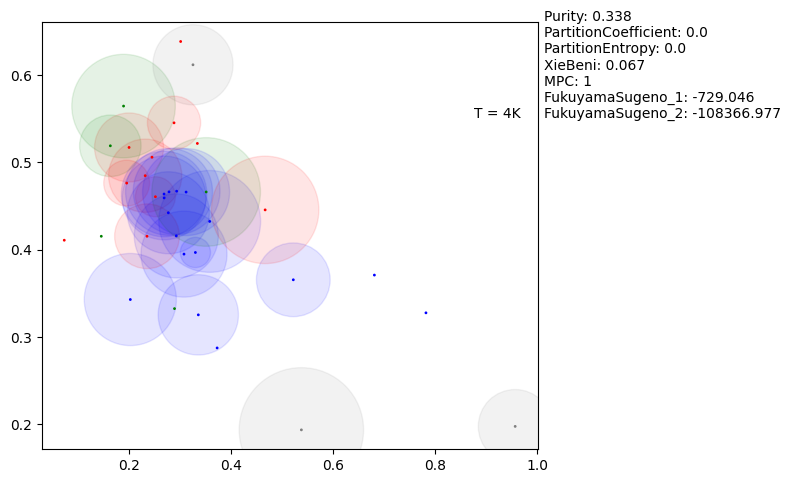 Purity: 0.338
PartitionCoefficient: 0.0
PartitionEntropy: 0.0
XieBeni: 0.067
MPC: 1
FukuyamaSugeno_1: -729.046
FukuyamaSugeno_2: -108366.977
T = 4K
0.6
0.5
0.4
0.3
0.2
0.2
0.4
0.6
0.8
1.0